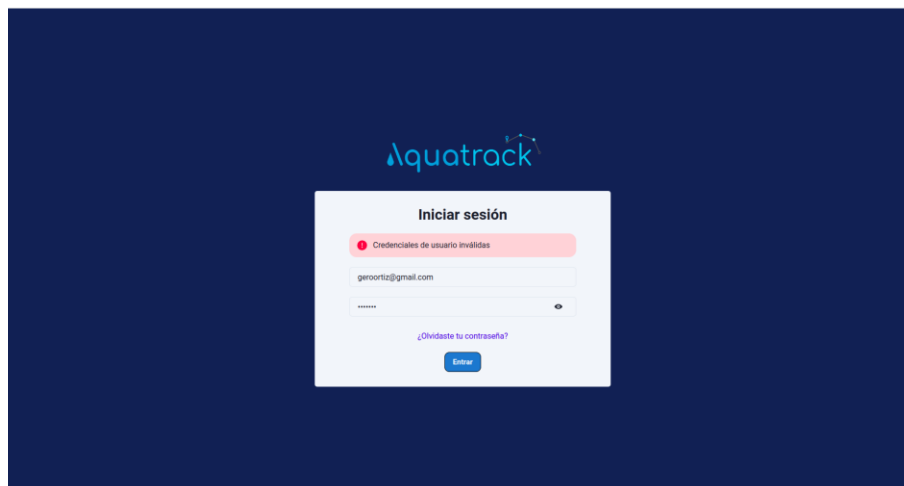 Aquatrack
Iniciar sesión
Credenciales de usuario inválidas
geroortiz@gmail.com
•••••••
¿Olvidaste tu contraseña?
Entrar